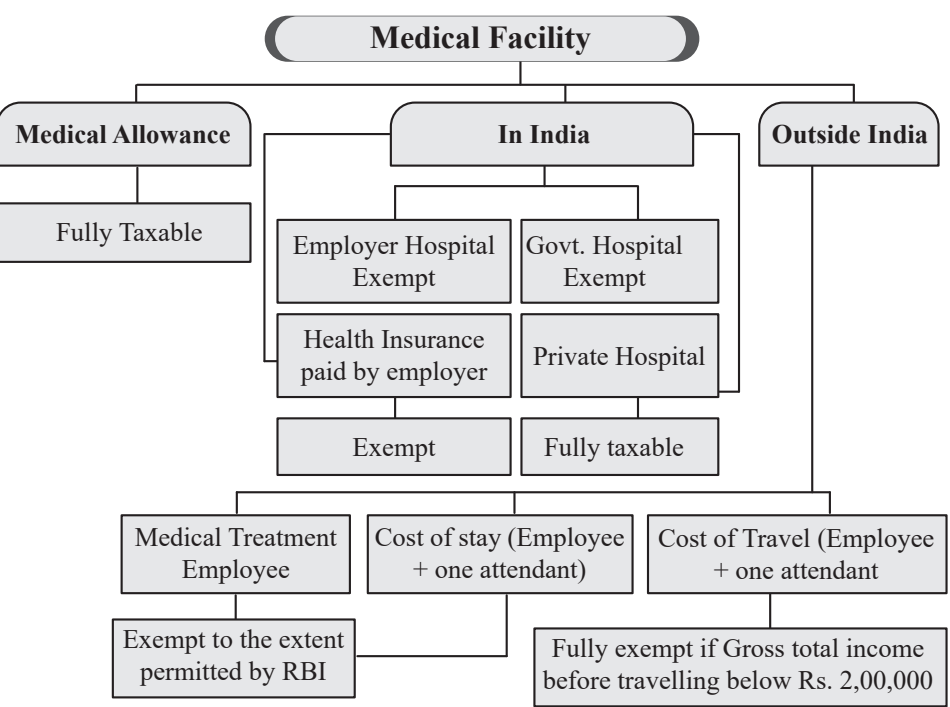 Medical Facility
Medical Allowance
In India
Outside India
Fully Taxable
Employer Hospital
Exempt
Govt. Hospital
Exempt
Health Insurance
paid by employer
Private Hospital
Exempt
Fully taxable
Medical Treatment
Employee
Cost of stay (Employee
+ one attendant)
Cost of Travel (Employee
+ one attendant
Exempt to the extent
permitted by RBI
Fully exempt if Gross total income
before travelling below Rs. 2,00,000